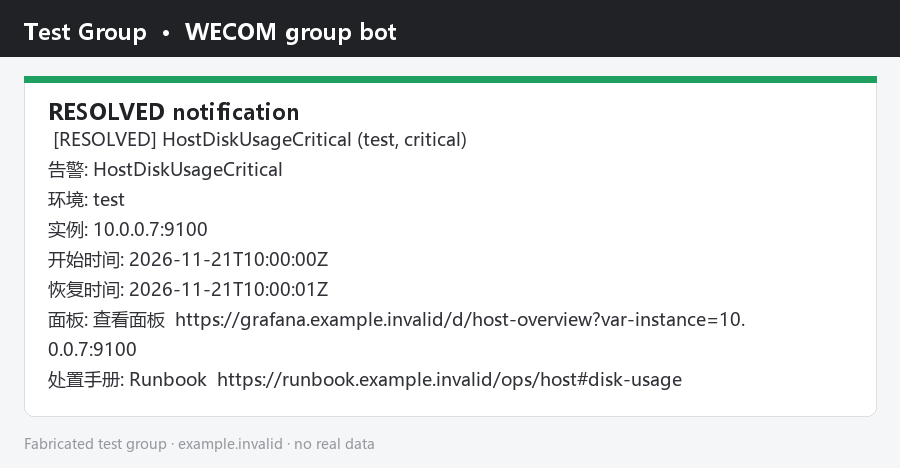 Test Group • WECOM group bot
RESOLVED notification
[RESOLVED] HostDiskUsageCritical (test, critical)
告警: HostDiskUsageCritical
环境: test
实例: 10.0.0.7:9100
开始时间: 2026-11-21T10:00:00Z
恢复时间: 2026-11-21T10:00:01Z
面板: 查看面板 https://grafana.example.invalid/d/host-overview?var-instance=10.
0.0.7:9100
处置手册: Runbook https://runbook.example.invalid/ops/host#disk-usage
Fabricated test group · example.invalid · no real data